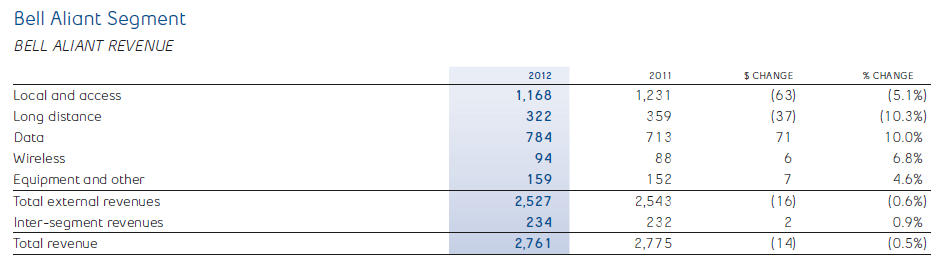 Bell Aliant Segment
BELL ALIANT REVENUE
2012 2011 $ CHANGE % CHANGE
Local and access 1,168 1,231 (63) (5.1%)
Long distance 322 359 (37) (10.3%)
Data 784 713 71 10.0%
Wireless 94 88 6 6.8%
Equipment and other 159 152 7 4.6%
Total external revenues 2,527 2,543 (16) (0.6%)
Inter-segment revenues 234 232 2 0.9%
Total revenue 2,761 2,775 (14) (0.5%)